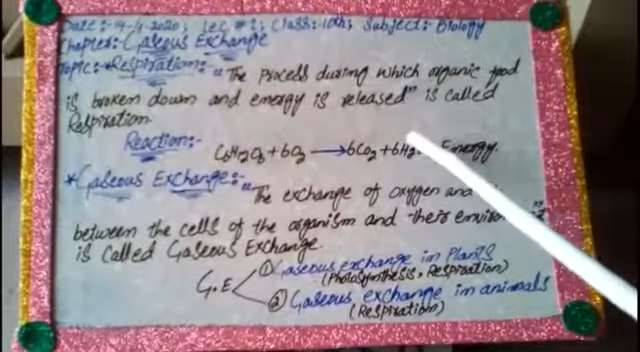 Date:-14-4-2020, Lec # 1, Class:-10th, Subject:-Biology
Chapter:-Gaseous Exchange
Topic:-*Respiration:- "The process during which organic food
is broken down and energy is released" is called
Respiration.
Reaction:-
C6H12O6+6O2 → 6CO2+6H2 Energy.
*Gaseous Exchange:- "The exchange of oxygen and
between the cells of the organism and their
is called Gaseous Exchange.
G.E
① Gaseous exchange in Plants
(Photosynthesis, Respiration)
② Gaseous exchange in animals
(Respiration)